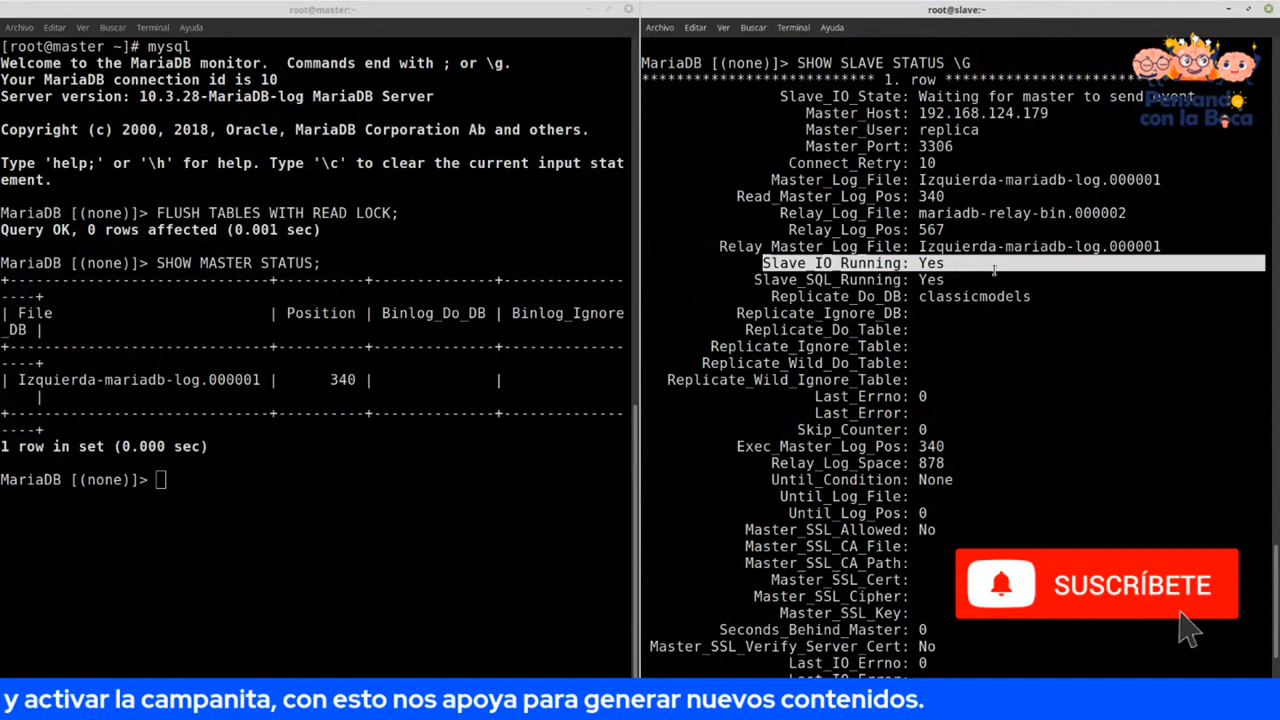 root@master:~
Archivo Editar Ver Buscar Terminal Ayuda
[root@master ~]# mysql
Welcome to the MariaDB monitor.  Commands end with ; or \g.
Your MariaDB connection id is 10
Server version: 10.3.28-MariaDB-log MariaDB Server
Copyright (c) 2000, 2018, Oracle, MariaDB Corporation Ab and others.
Type 'help;' or '\h' for help. Type '\c' to clear the current input stat
ement.
MariaDB [(none)]> FLUSH TABLES WITH READ LOCK;
Query OK, 0 rows affected (0.001 sec)
MariaDB [(none)]> SHOW MASTER STATUS;
+------------------------------+----------+--------------+--------------
----+
| File                         | Position | Binlog_Do_DB | Binlog_Ignore
_DB |
+------------------------------+----------+--------------+--------------
----+
| Izquierda-mariadb-log.000001 |      340 |              |
    |
+------------------------------+----------+--------------+--------------
----+
1 row in set (0.000 sec)
MariaDB [(none)]>
root@slave:~
Archivo Editar Ver Buscar Terminal Ayuda
MariaDB [(none)]> SHOW SLAVE STATUS \G
*************************** 1. row ***************************
Slave_IO_State: Waiting for master to send event
Master_Host: 192.168.124.179
Master_User: replica
Master_Port: 3306
Connect_Retry: 10
Master_Log_File: Izquierda-mariadb-log.000001
Read_Master_Log_Pos: 340
Relay_Log_File: mariadb-relay-bin.000002
Relay_Log_Pos: 567
Relay_Master_Log_File: Izquierda-mariadb-log.000001
Slave_IO_Running: Yes
Slave_SQL_Running: Yes
Replicate_Do_DB: classicmodels
Replicate_Ignore_DB:
Replicate_Do_Table:
Replicate_Ignore_Table:
Replicate_Wild_Do_Table:
Replicate_Wild_Ignore_Table:
Last_Errno: 0
Last_Error:
Skip_Counter: 0
Exec_Master_Log_Pos: 340
Relay_Log_Space: 878
Until_Condition: None
Until_Log_File:
Until_Log_Pos: 0
Master_SSL_Allowed: No
Master_SSL_CA_File:
Master_SSL_CA_Path:
Master_SSL_Cert:
Master_SSL_Cipher:
Master_SSL_Key:
Seconds_Behind_Master: 0
Master_SSL_Verify_Server_Cert: No
Last_IO_Errno: 0
Pensando
con la Boca
SUSCRÍBETE
y activar la campanita, con esto nos apoya para generar nuevos contenidos.